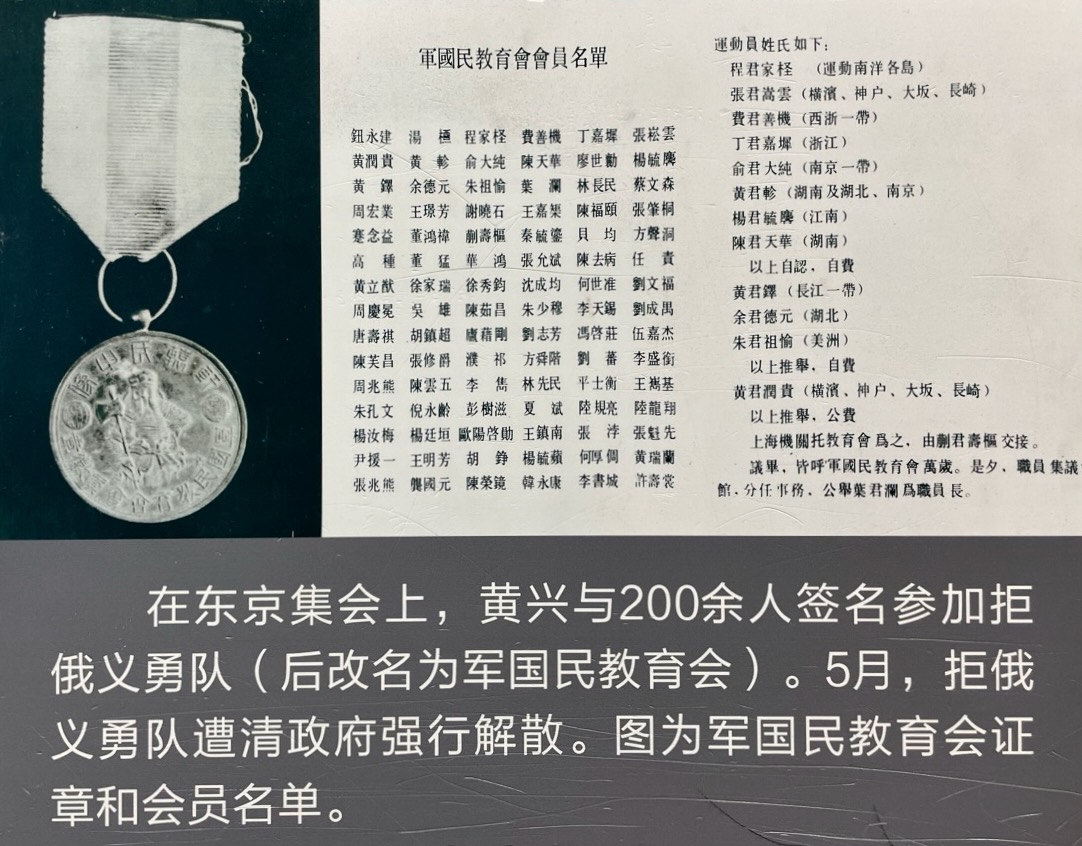 軍國民教育會會員名單
鈕永建 湯𣝔 程家柽 費善機 丁嘉墀 張崧雲
黃潤貴 黃軫 俞大純 陳天華 廖世勷 楊毓麐
黃鐸 余德元 朱祖愉 葉瀾 林長民 蔡文森
周宏業 王璟芳 謝曉石 王嘉榘 陳福頤 張肇桐
蹇念益 董鴻禕 蒯壽樞 秦毓鎏 貝均 方聲洞
高種 董猛 華鴻 張允斌 陳去病 任責
黃立猷 徐家瑞 徐秀鈞 沈成均 何世准 劉文福
周慶冕 吳雄 陳茹昌 朱少穆 李天錫 劉成禺
唐壽祺 胡鎮超 盧藉剛 劉志芳 馮啓莊 伍嘉杰
陳芙昌 張修爵 濮祁 方舜階 劉蕃 李盛銜
周兆熊 陳雲五 李雋 林先民 平士衡 王嶲基
朱孔文 倪永齡 彭樹滋 夏斌 陸規亮 陸龍翔
楊汝梅 楊廷垣 歐陽啓勛 王鎮南 張浡 張魁先
尹援一 王明芳 胡錚 楊毓蘋 何厚倜 黃瑞蘭
張兆熊 龔國元 陳榮鏡 韓永康 李書城 許壽裳
運動員姓氏如下：
程君家柽（運動南洋各島）
張君嵩雲（橫濱、神户、大坂、長崎）
費君善機（西浙一帶）
丁君嘉墀（浙江）
俞君大純（南京一帶）
黃君軫（湖南及湖北、南京）
楊君毓麐（江南）
陳君天華（湖南）
以上自認，自費
黃君鐸（長江一帶）
余君德元（湖北）
朱君祖愉（美洲）
以上推舉，自費
黃君潤貴（橫濱、神户、大坂、長崎）
以上推舉，公費
上海機關托教育會爲之，由蒯君壽樞交接。
議畢，皆呼軍國民教育會萬歲。是夕，職員集議
館，分任事務，公舉葉君瀾爲職員長。
在东京集会上，黄兴与200余人签名参加拒
俄义勇队（后改名为军国民教育会）。5月，拒俄
义勇队遭清政府强行解散。图为军国民教育会证
章和会员名单。